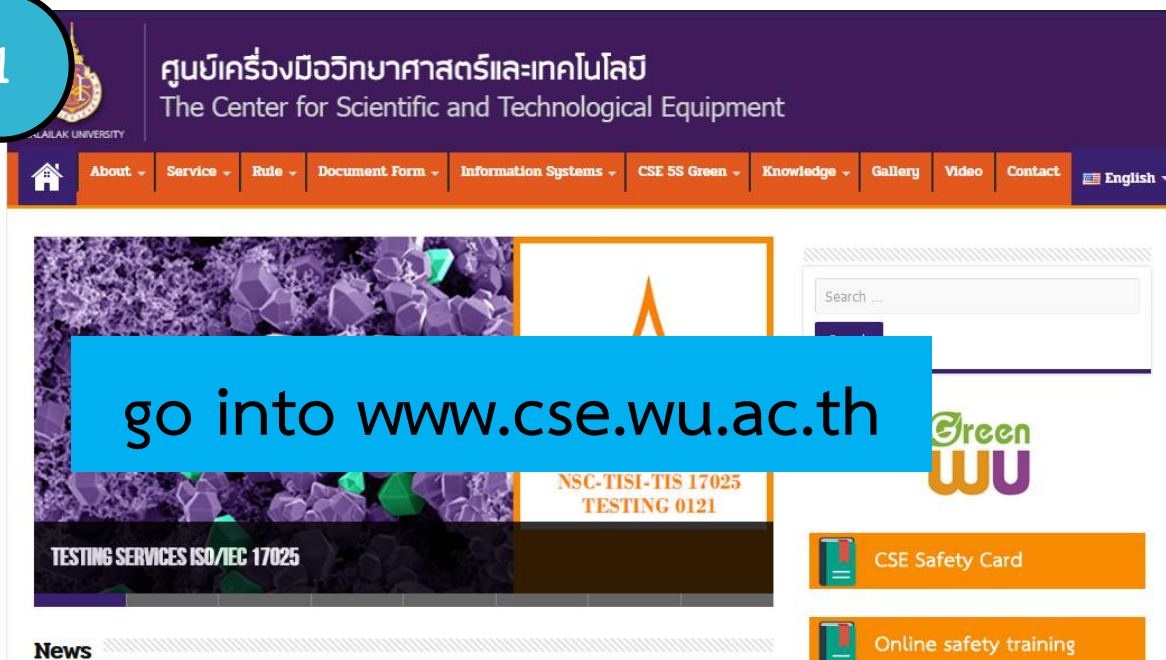 1
ศูนย์เครื่องมือวิทยาศาสตร์และเทคโนโลยี
The Center for Scientific and Technological Equipment
WALAILAK UNIVERSITY
About Service Rule Document Form Information Systems CSE 5S Green Knowledge Gallery Video Contact English
Search ...
go into www.cse.wu.ac.th
Green
WU
NSC-TISI-TIS 17025
TESTING 0121
TESTING SERVICES ISO/IEC 17025
CSE Safety Card
Online safety training
News